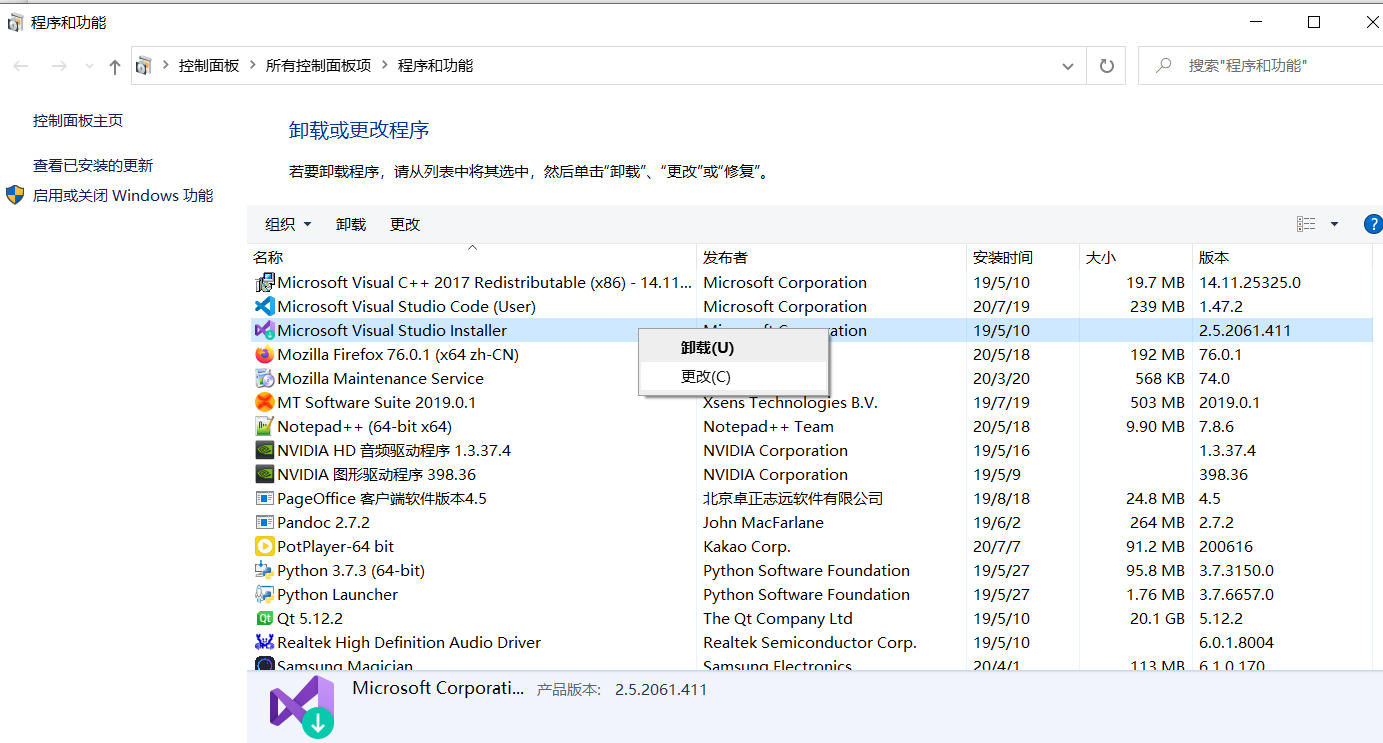 程序和功能
控制面板 所有控制面板项 程序和功能 搜索"程序和功能"
控制面板主页
查看已安装的更新
启用或关闭 Windows 功能
卸载或更改程序
若要卸载程序，请从列表中将其选中，然后单击“卸载”、“更改”或“修复”。
组织 卸载 更改 ?
名称 发布者 安装时间 大小 版本
Microsoft Visual C++ 2017 Redistributable (x86) - 14.11... Microsoft Corporation 19/5/10 19.7 MB 14.11.25325.0
Microsoft Visual Studio Code (User) Microsoft Corporation 20/7/19 239 MB 1.47.2
Microsoft Visual Studio Installer Microsoft Corporation 19/5/10 2.5.2061.411
卸载(U)
更改(C)
Mozilla Firefox 76.0.1 (x64 zh-CN) 20/5/18 192 MB 76.0.1
Mozilla Maintenance Service 20/3/20 568 KB 74.0
MT Software Suite 2019.0.1 Xsens Technologies B.V. 19/7/19 503 MB 2019.0.1
Notepad++ (64-bit x64) Notepad++ Team 20/5/18 9.90 MB 7.8.6
NVIDIA HD 音频驱动程序 1.3.37.4 NVIDIA Corporation 19/5/16 1.3.37.4
NVIDIA 图形驱动程序 398.36 NVIDIA Corporation 19/5/9 398.36
PageOffice 客户端软件版本4.5 北京卓正志远软件有限公司 19/8/18 24.8 MB 4.5
Pandoc 2.7.2 John MacFarlane 19/6/2 264 MB 2.7.2
PotPlayer-64 bit Kakao Corp. 20/7/7 91.2 MB 200616
Python 3.7.3 (64-bit) Python Software Foundation 19/5/27 95.8 MB 3.7.3150.0
Python Launcher Python Software Foundation 19/5/27 1.76 MB 3.7.6657.0
Qt 5.12.2 The Qt Company Ltd 19/5/10 20.1 GB 5.12.2
Realtek High Definition Audio Driver Realtek Semiconductor Corp. 19/5/10 6.0.1.8004
Samsung Magician Samsung Electronics 20/4/1 113 MB 6.1.0.170
Microsoft Corporati... 产品版本: 2.5.2061.411